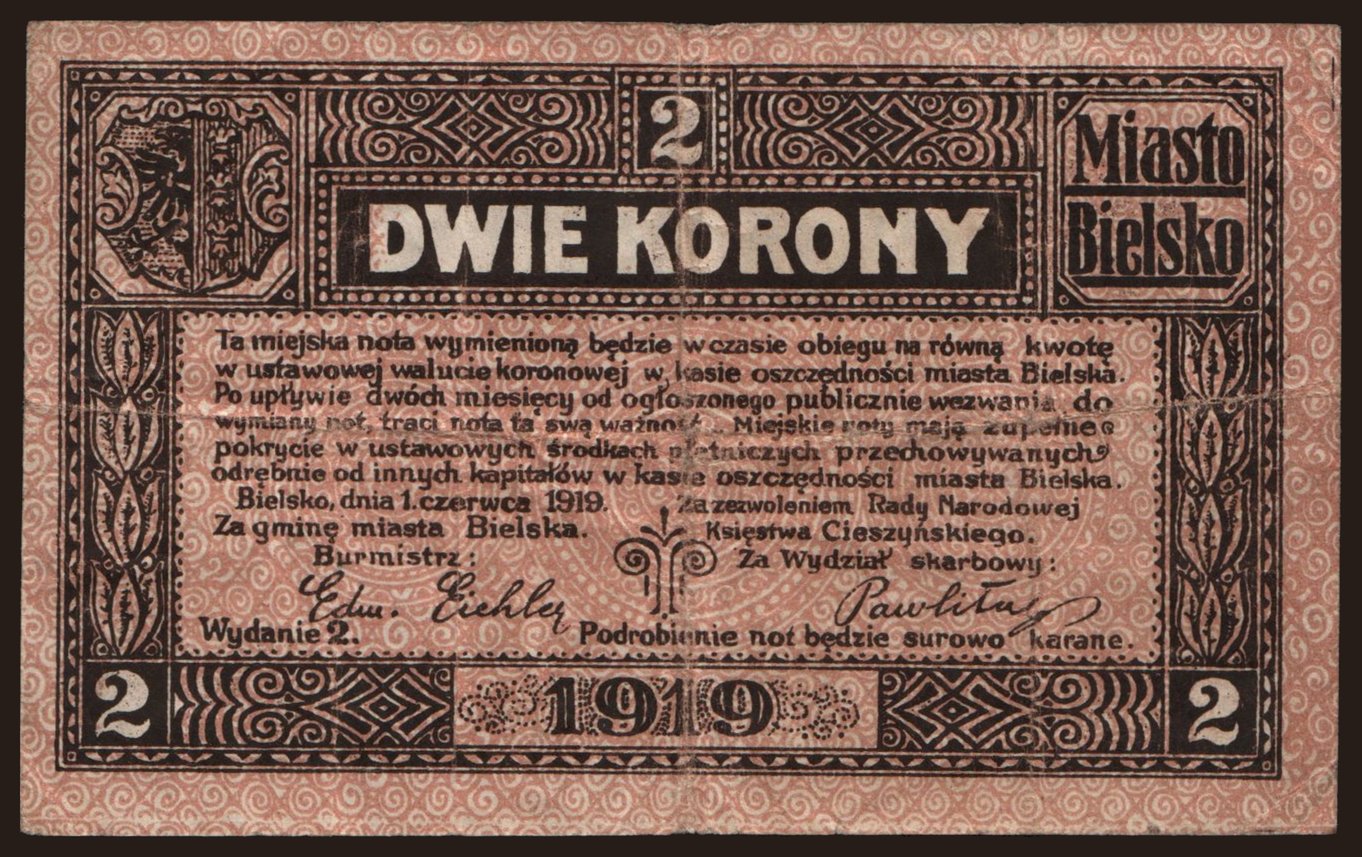 2
Miasto
Bielsko
DWIE KORONY
Ta miejska nota wymienioną będzie w czasie obiegu na równą kwotę
w ustawowej walucie koronowej w kasie oszczędności miasta Bielska.
Po upływie dwóch miesięcy od ogłoszonego publicznie wezwania do
wymiany not, traci nota ta swą ważność. Miejskie noty mają zupełne
pokrycie w ustawowych środkach płatniczych przechowywanych
odrębnie od innych kapitałów w kasie oszczędności miasta Bielska.
Bielsko, dnia 1. czerwca 1919.
Za gminę miasta Bielska.
Burmistrz:
Edw. Eichler
Za zezwoleniem Rady Narodowej
Księstwa Cieszyńskiego.
Za Wydział skarbowy:
Wydanie 2.
Podrobienie not będzie surowo karane.
2
1919
2